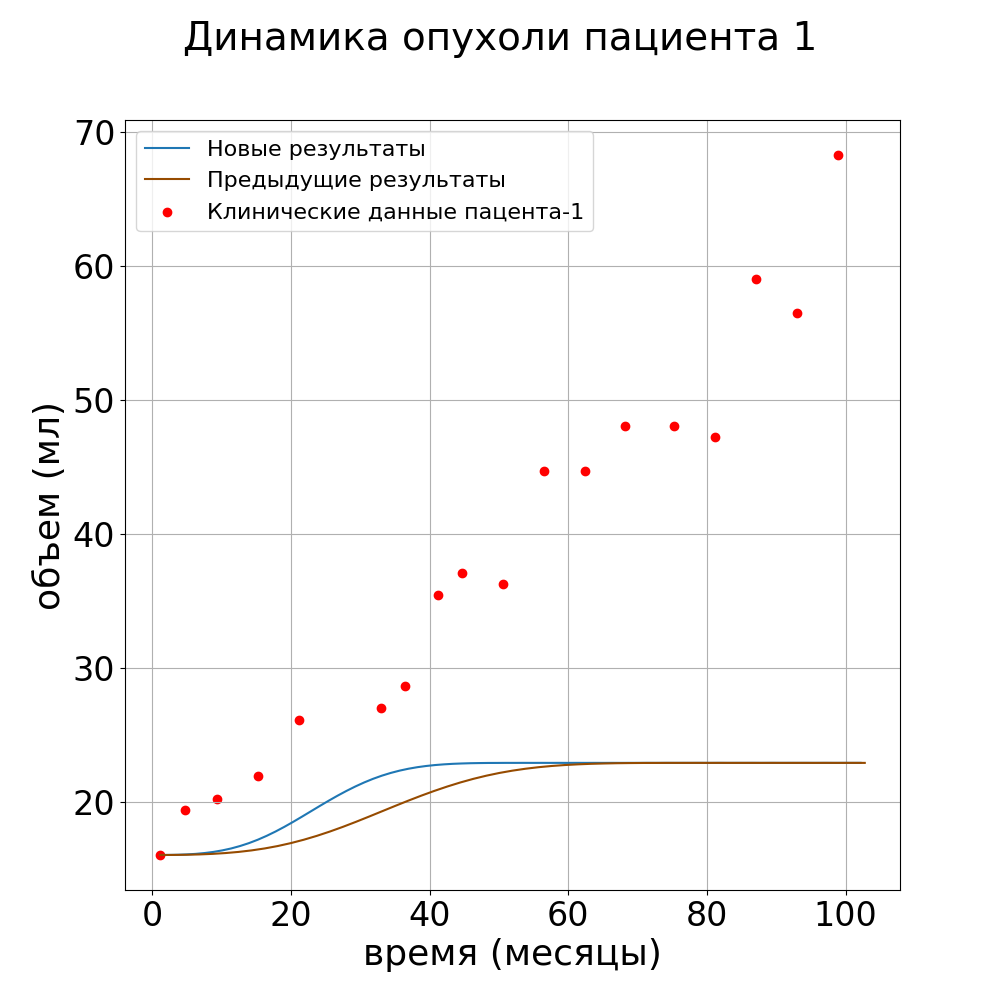 Динамика опухоли пациента 1
Новые результаты
Предыдущие результаты
Клинические данные пацента-1
70
60
50
40
30
20
объем (мл)
0 20 40 60 80 100
время (месяцы)